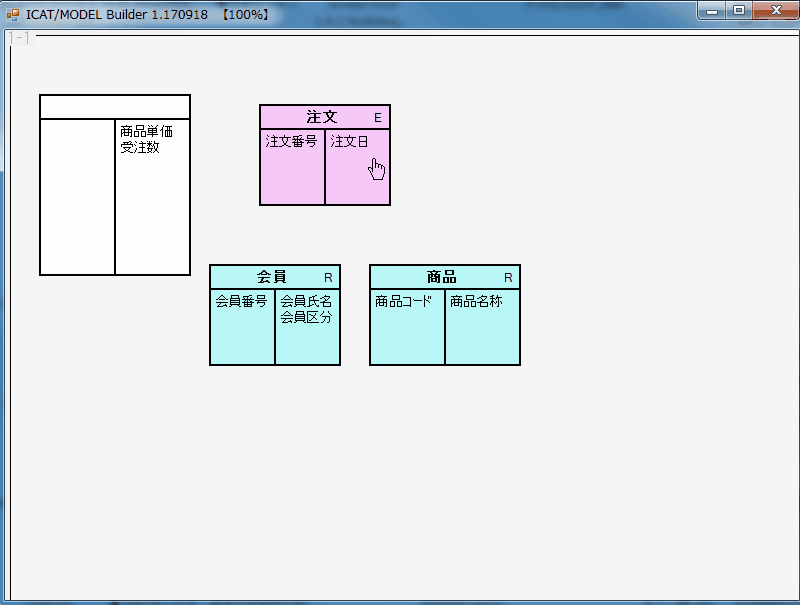 ICAT/MODEL Builder 1.170918 【100%】
商品単価
受注数
注文 E
注文番号 注文日
会員 R
会員番号 会員氏名
会員区分
商品 R
商品コード 商品名称